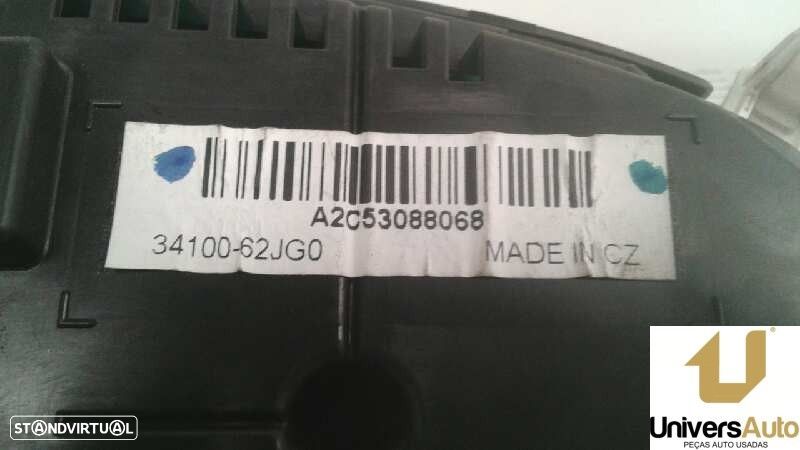 A2C53088068
34100-62JG0 MADE IN CZ
UniversAuto
PEÇAS AUTO USADAS
STANDVIRTUAL